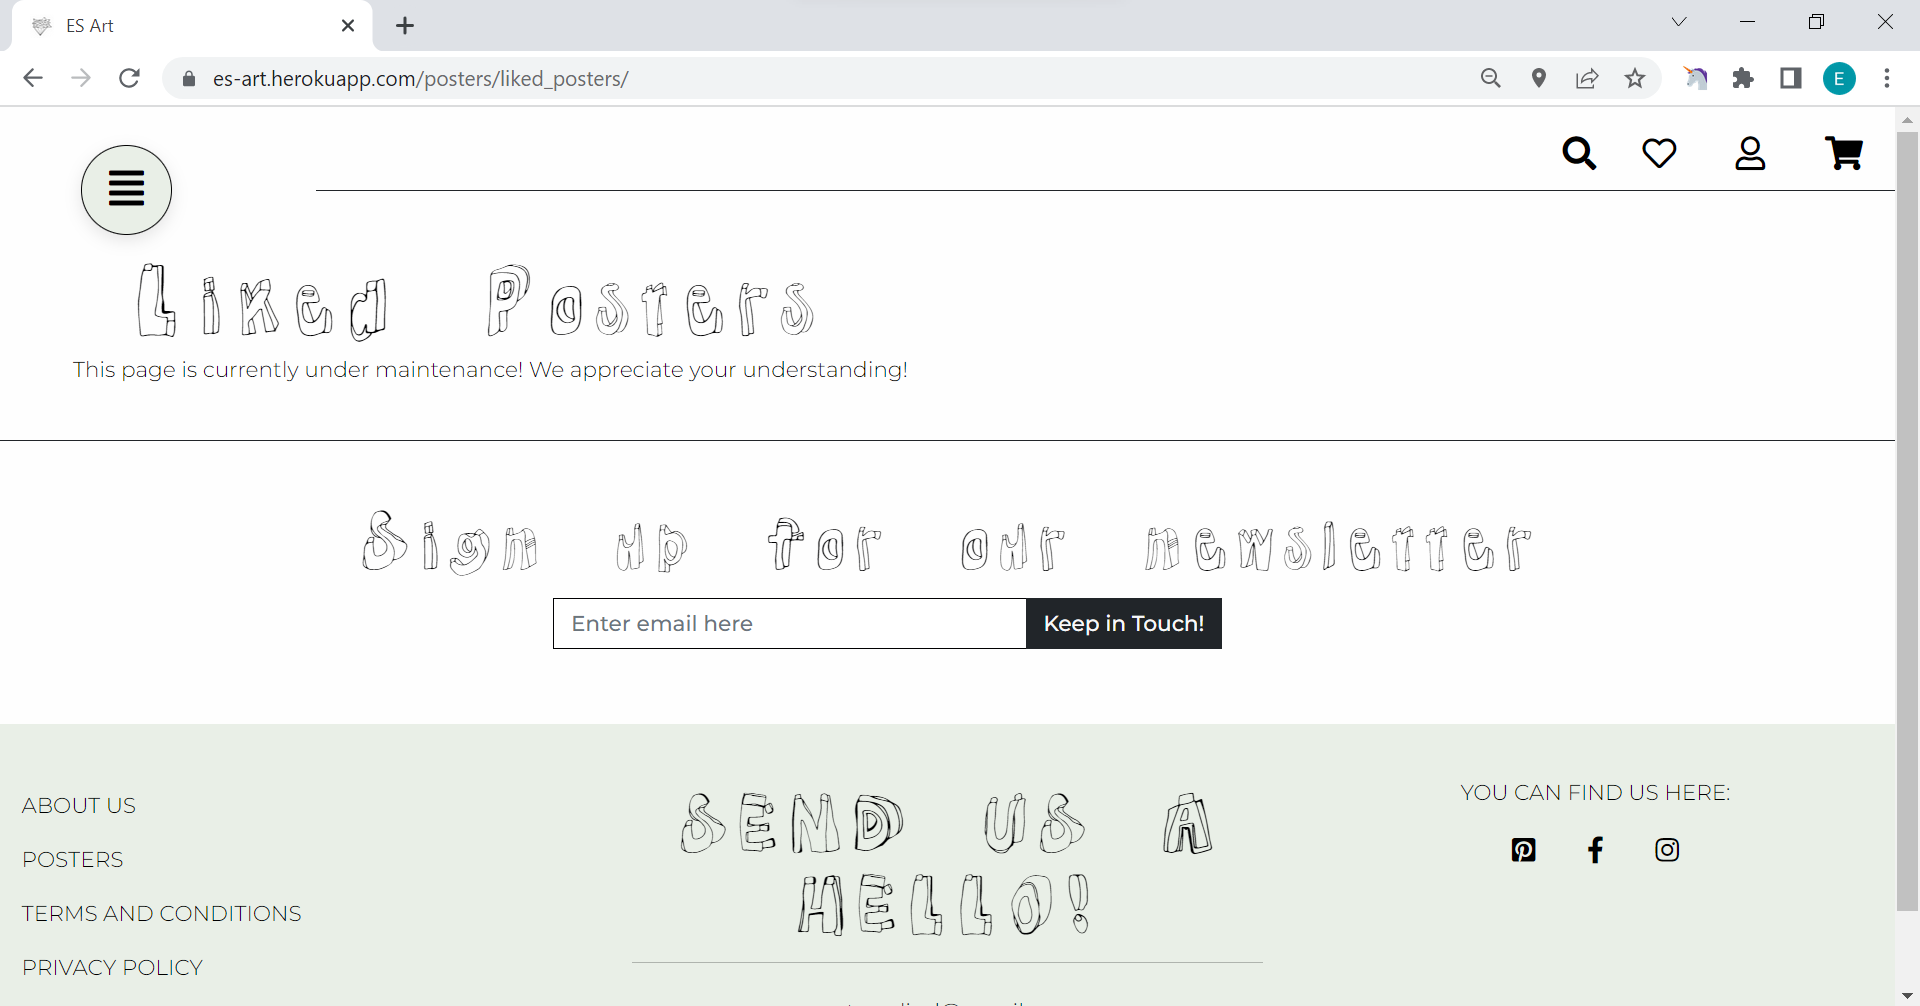 ES Art
es-art.herokuapp.com/posters/liked_posters/
E
Liked Posters
This page is currently under maintenance! We appreciate your understanding!
Sign up for our newsletter
Enter email here
Keep in Touch!
ABOUT US
POSTERS
TERMS AND CONDITIONS
PRIVACY POLICY
SEND US A
HELLO!
YOU CAN FIND US HERE: